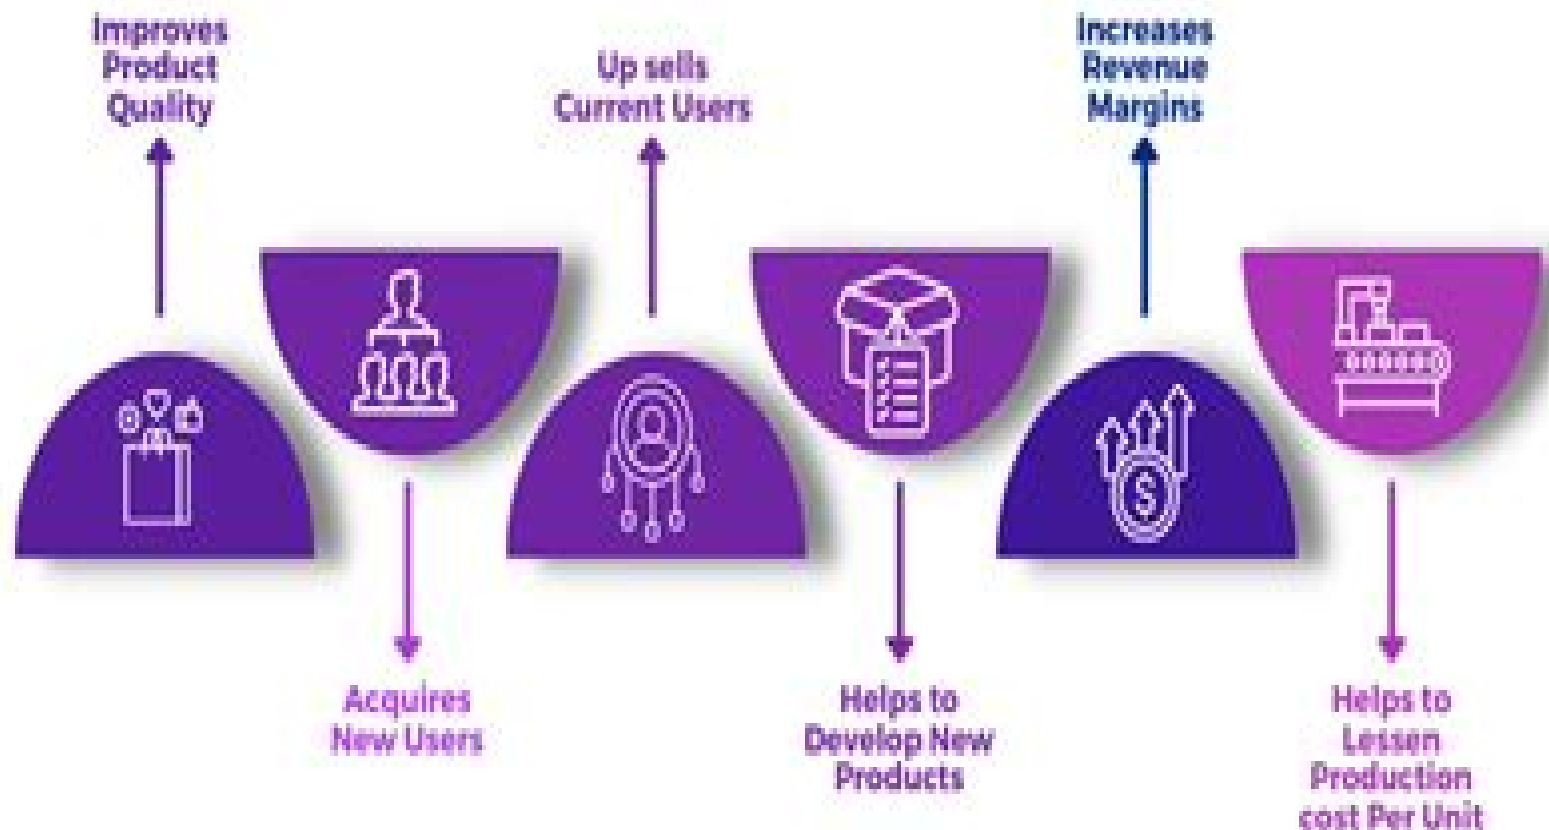 Improves
Product
Quality
Acquires
New Users
Up sells
Current Users
Helps to
Develop New
Products
Increases
Revenue
Margins
Helps to
Lessen
Production
cost Per Unit